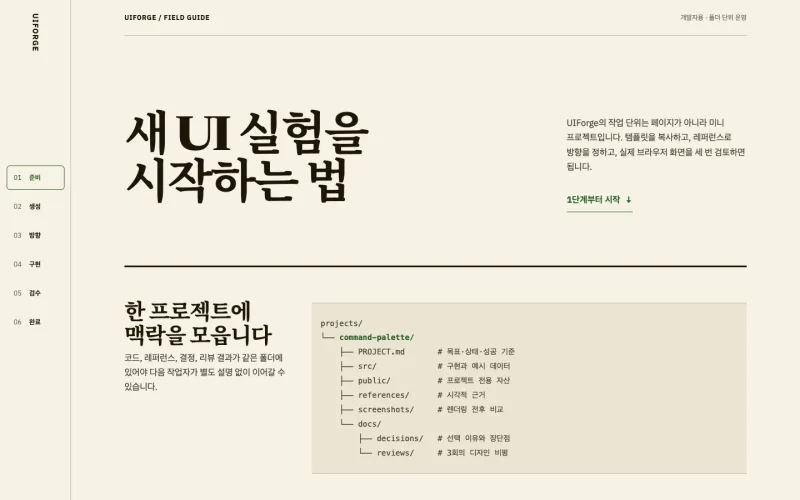 UIFORGE
01 준비
02 생성
03 방향
04 구현
05 검수
06 완료
UIFORGE / FIELD GUIDE
개발자용 · 폴더 단위 운영
새 UI 실험을
시작하는 법
UIForge의 작업 단위는 페이지가 아니라 미니
프로젝트입니다. 템플릿을 복사하고, 레퍼런스로
방향을 정하고, 실제 브라우저 화면을 세 번 검토하면
됩니다.
1단계부터 시작 ↓
한 프로젝트에
맥락을 모읍니다
코드, 레퍼런스, 결정, 리뷰 결과가 같은 폴더에
있어야 다음 작업자가 별도 설명 없이 이어갈 수
있습니다.
projects/
└── command-palette/
├── PROJECT.md # 목표·상태·성공 기준
├── src/ # 구현과 예시 데이터
├── public/ # 프로젝트 전용 자산
├── references/ # 시각적 근거
├── screenshots/ # 렌더링 전후 비교
└── docs/
├── decisions/ # 선택 이유와 장단점
└── reviews/ # 3회의 디자인 비평